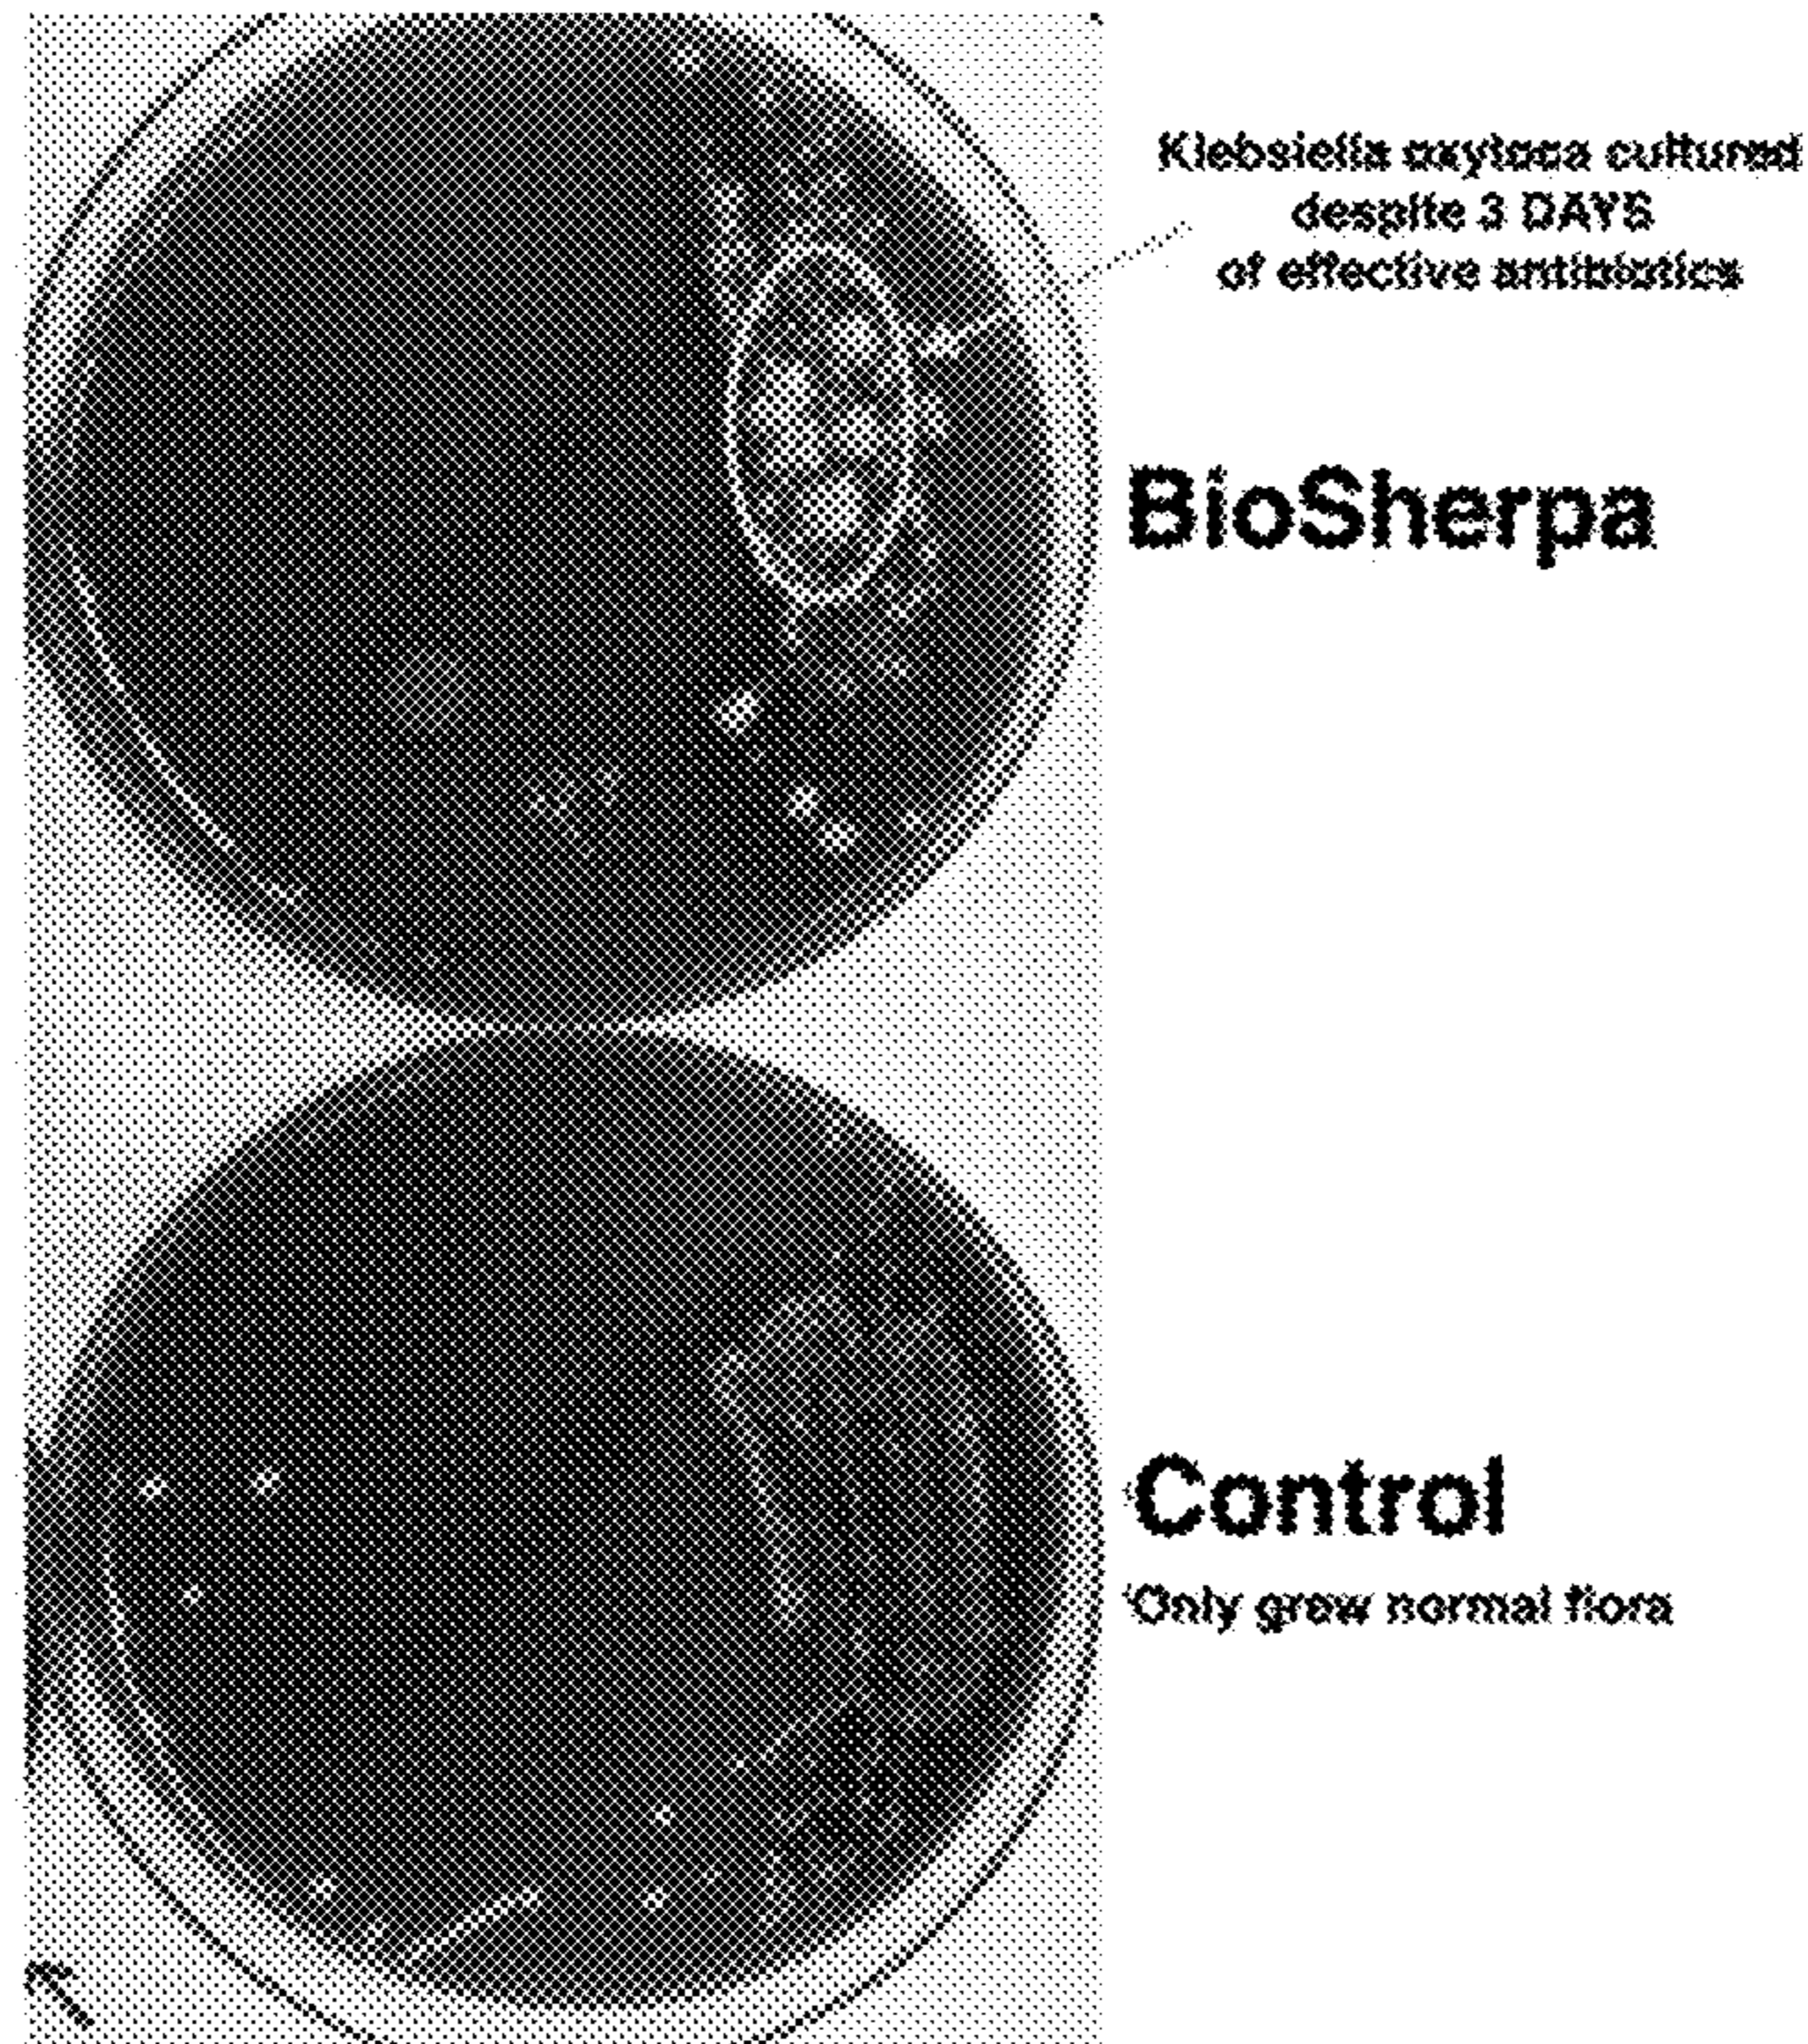 Klebsiella oxytoca cultured
despite 3 DAYS
of effective antibiotics
BioSherpa
Control
Only grew normal flora